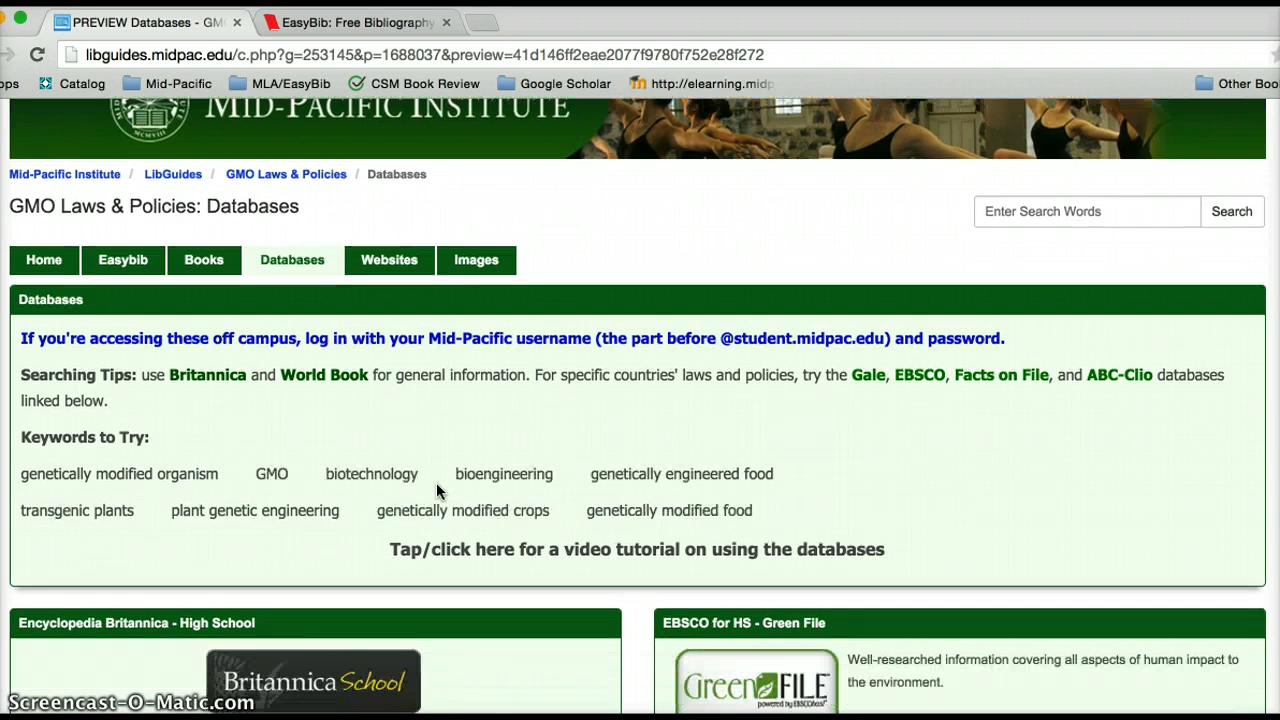 PREVIEW Databases - GM
EasyBib: Free Bibliography
libguides.midpac.edu/c.php?g=253145&p=1688037&preview=41d146ff2eae2077f9780f752e28f272
ops Catalog Mid-Pacific MLA/EasyBib CSM Book Review Google Scholar http://elearning.midp Other Boo
MID-PACIFIC INSTITUTE
MCMVIII
Mid-Pacific Institute / LibGuides / GMO Laws & Policies / Databases
GMO Laws & Policies: Databases
Enter Search Words Search
Home Easybib Books Databases Websites Images
Databases
If you're accessing these off campus, log in with your Mid-Pacific username (the part before @student.midpac.edu) and password.
Searching Tips: use Britannica and World Book for general information. For specific countries' laws and policies, try the Gale, EBSCO, Facts on File, and ABC-Clio databases
linked below.
Keywords to Try:
genetically modified organism GMO biotechnology bioengineering genetically engineered food
transgenic plants plant genetic engineering genetically modified crops genetically modified food
Tap/click here for a video tutorial on using the databases
Encyclopedia Britannica - High School
Britannica School
EBSCO for HS - Green File
GreenFILE
powered by EBSCOhost
Well-researched information covering all aspects of human impact to
the environment.
Screencast-O-Matic.com